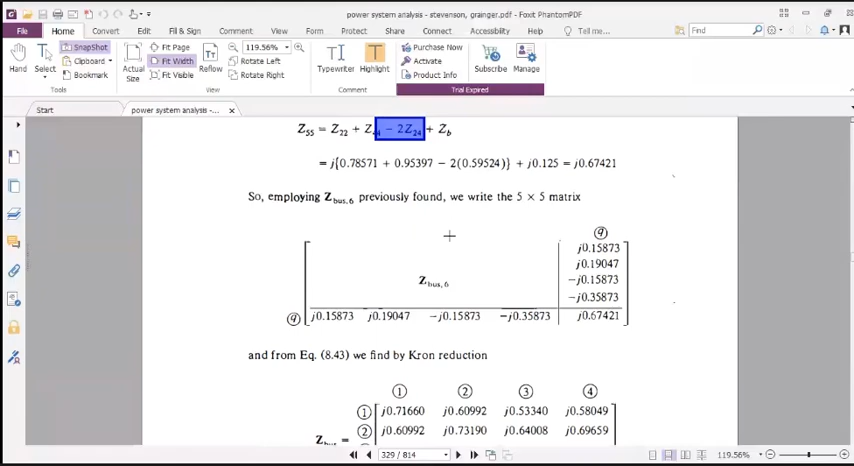 power system analysis - stevenson, grainger.pdf - Foxit PhantomPDF
File Home Convert Edit Fill & Sign Comment View Form Protect Connect Accessibility Help Tell me... Find
Hand Select SnapShot Clipboard Bookmark Actual Size Fit Page Fit Width Fit Visible Reflow 119.56% Rotate Left Rotate Right Typewriter Highlight Purchase Now Activate Product Info Subscribe Manage
Tools View Comment Trial Expired
Start power system analysis -...
Z₅₅ = Z₂₂ + Z₄ − 2Z₂₄ + Z_b
= j{0.78571 + 0.95397 − 2(0.59524)} + j0.125 = j0.67421
So, employing Z_bus,6 previously found, we write the 5 × 5 matrix
ⓠ
j0.15873
j0.19047
−j0.15873
Z_bus,6
−j0.35873
ⓠ j0.15873 j0.19047 −j0.15873 −j0.35873 j0.67421
and from Eq. (8.43) we find by Kron reduction
① ② ③ ④
① j0.71660 j0.60992 j0.53340 j0.58049
② j0.60992 j0.73190 j0.64008 j0.69659
Z_bus =
329 / 814 119.56%